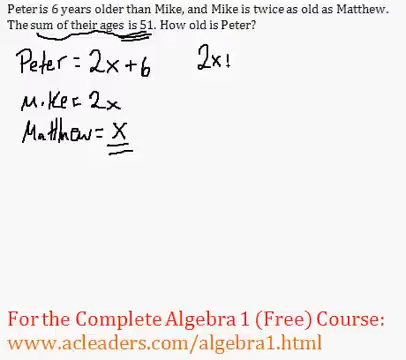 Peter is 6 years older than Mike, and Mike is twice as old as Matthew.
The sum of their ages is 51. How old is Peter?
Peter = 2x + 6 2x
Mike = 2x
Matthew = x
For the Complete Algebra 1 (Free) Course:
www.acleaders.com/algebra1.html